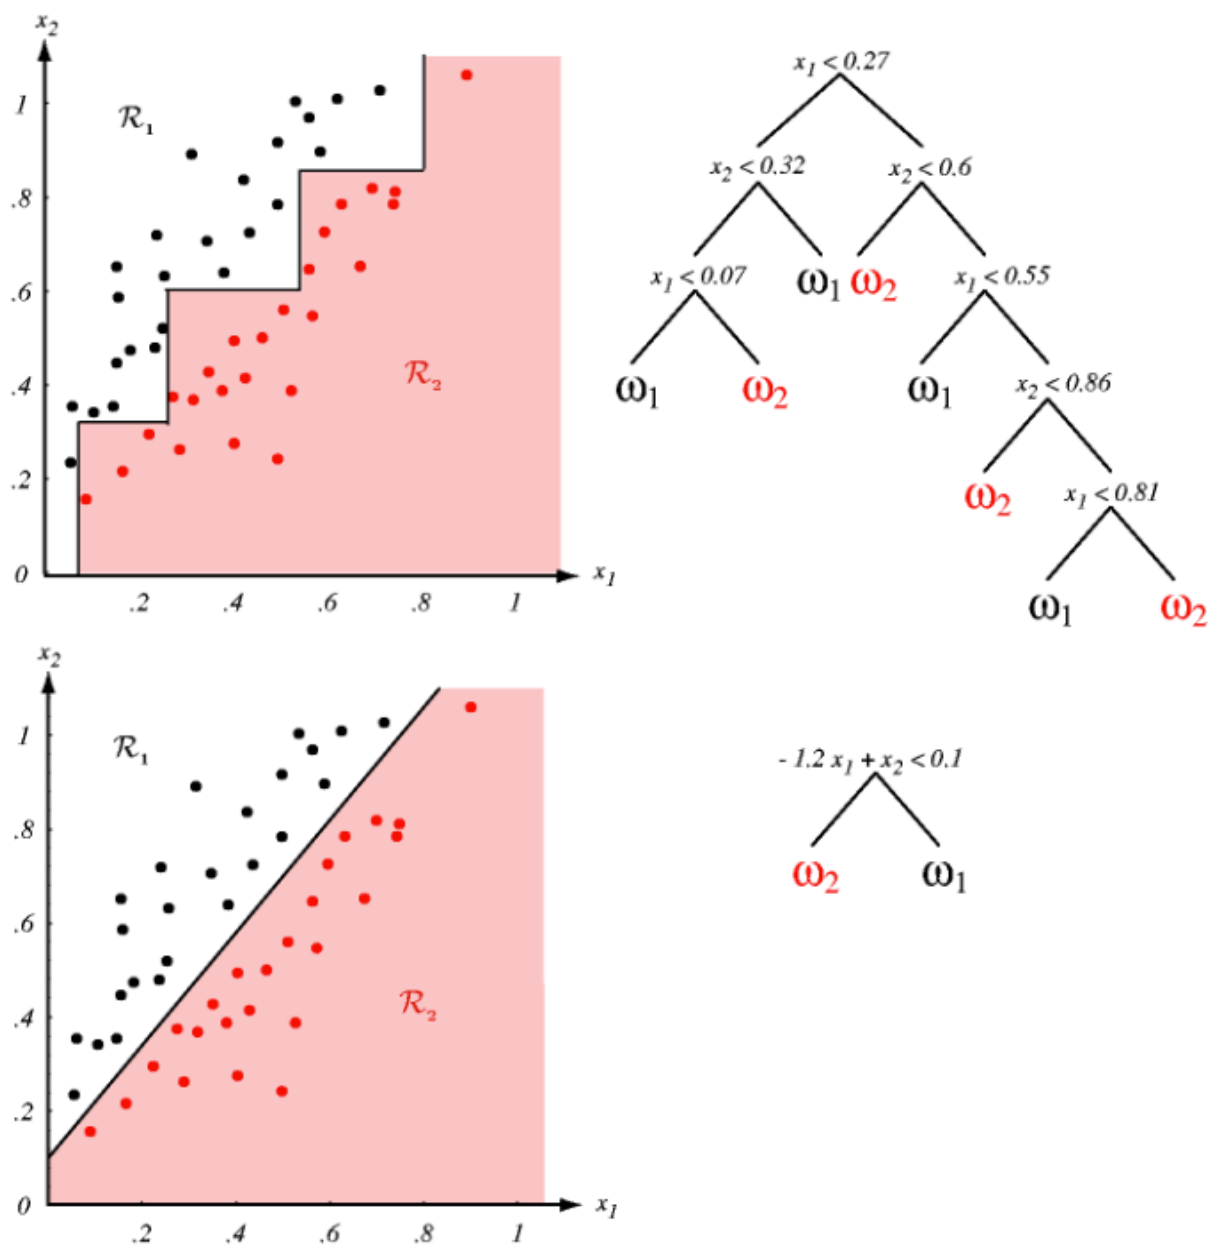 x₂
1
.8
.6
.4
.2
0
ℛ₁
ℛ₂
.2 .4 .6 .8 1
x₁
x₁ < 0.27
x₂ < 0.32 x₂ < 0.6
x₁ < 0.07 ω₁ ω₂ x₁ < 0.55
ω₁ ω₂ ω₁ x₂ < 0.86
ω₂ x₁ < 0.81
ω₁ ω₂
x₂
1
.8
.6
.4
.2
0
ℛ₁
ℛ₂
.2 .4 .6 .8 1
x₁
- 1.2 x₁ + x₂ < 0.1
ω₂ ω₁